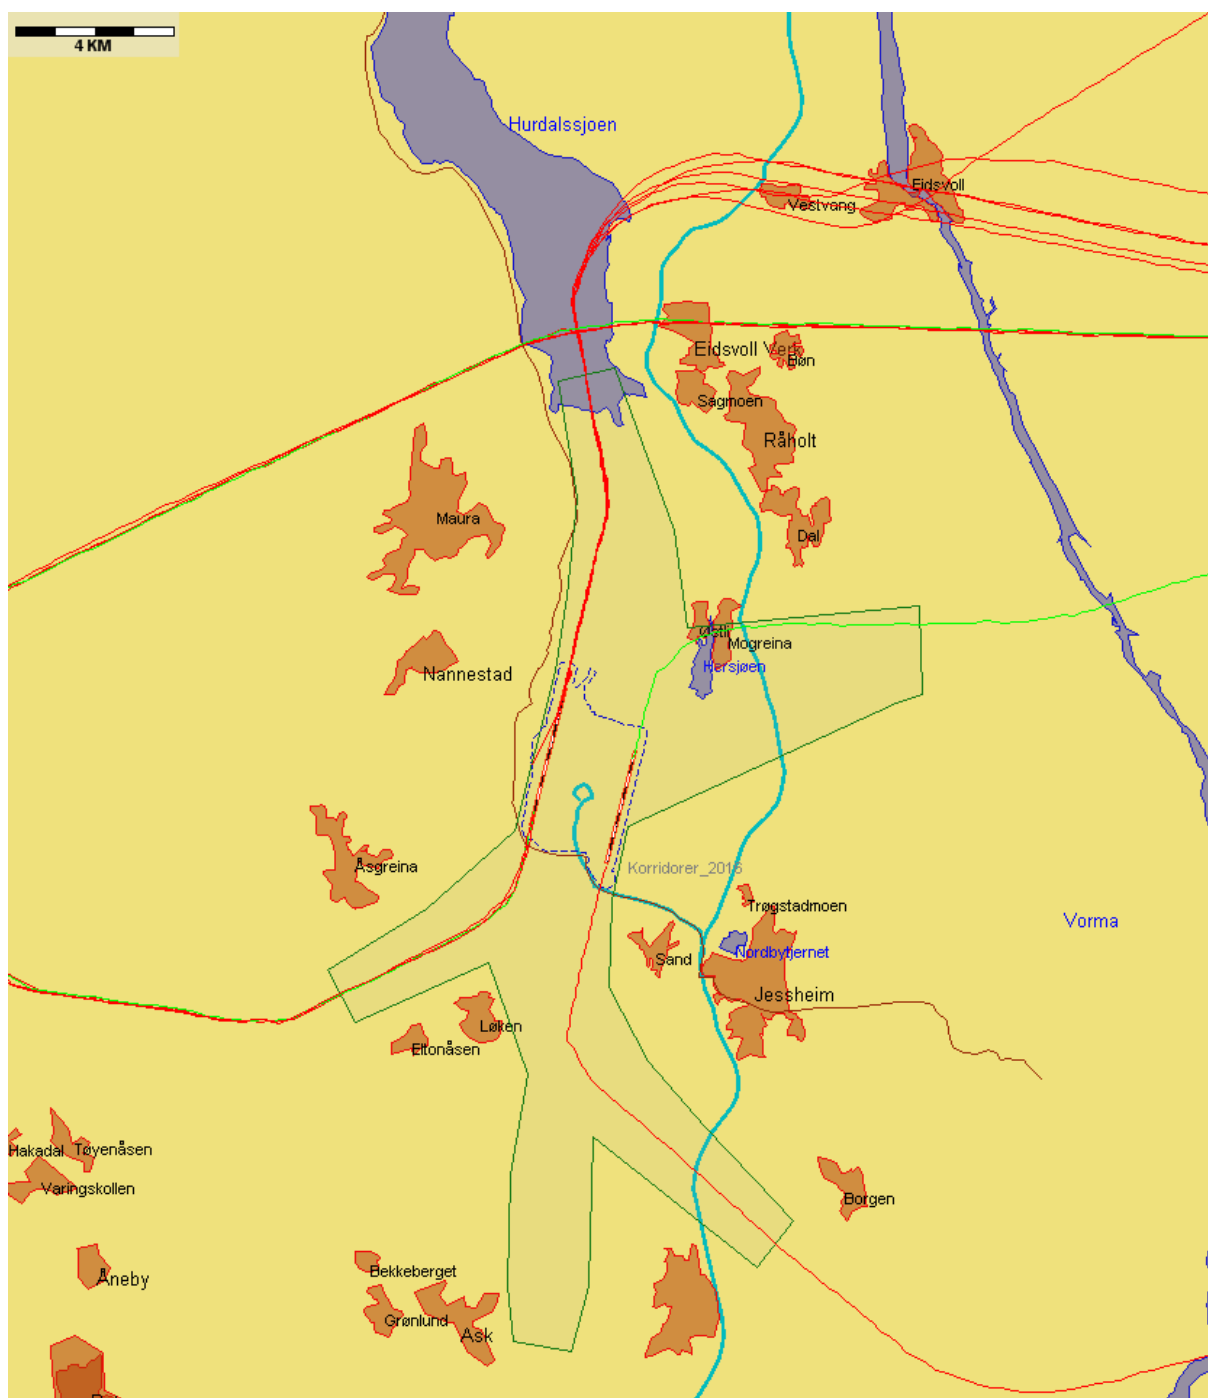 4 KM
Hurdalssjoen
Eidsvoll
Vestvang
Eidsvoll Verk
Bøn
Sagmoen
Råholt
Maura
Dal
Mogreina
Hersjøen
Nannestad
Åsgreina
Korridorer_2016
Trøgstadmoen
Vorma
Nordbytjernet
Sand
Jessheim
Løken
Eltonåsen
Hakadal
Tøyenåsen
Varingskollen
Borgen
Åneby
Bekkeberget
Grønlund
Ask